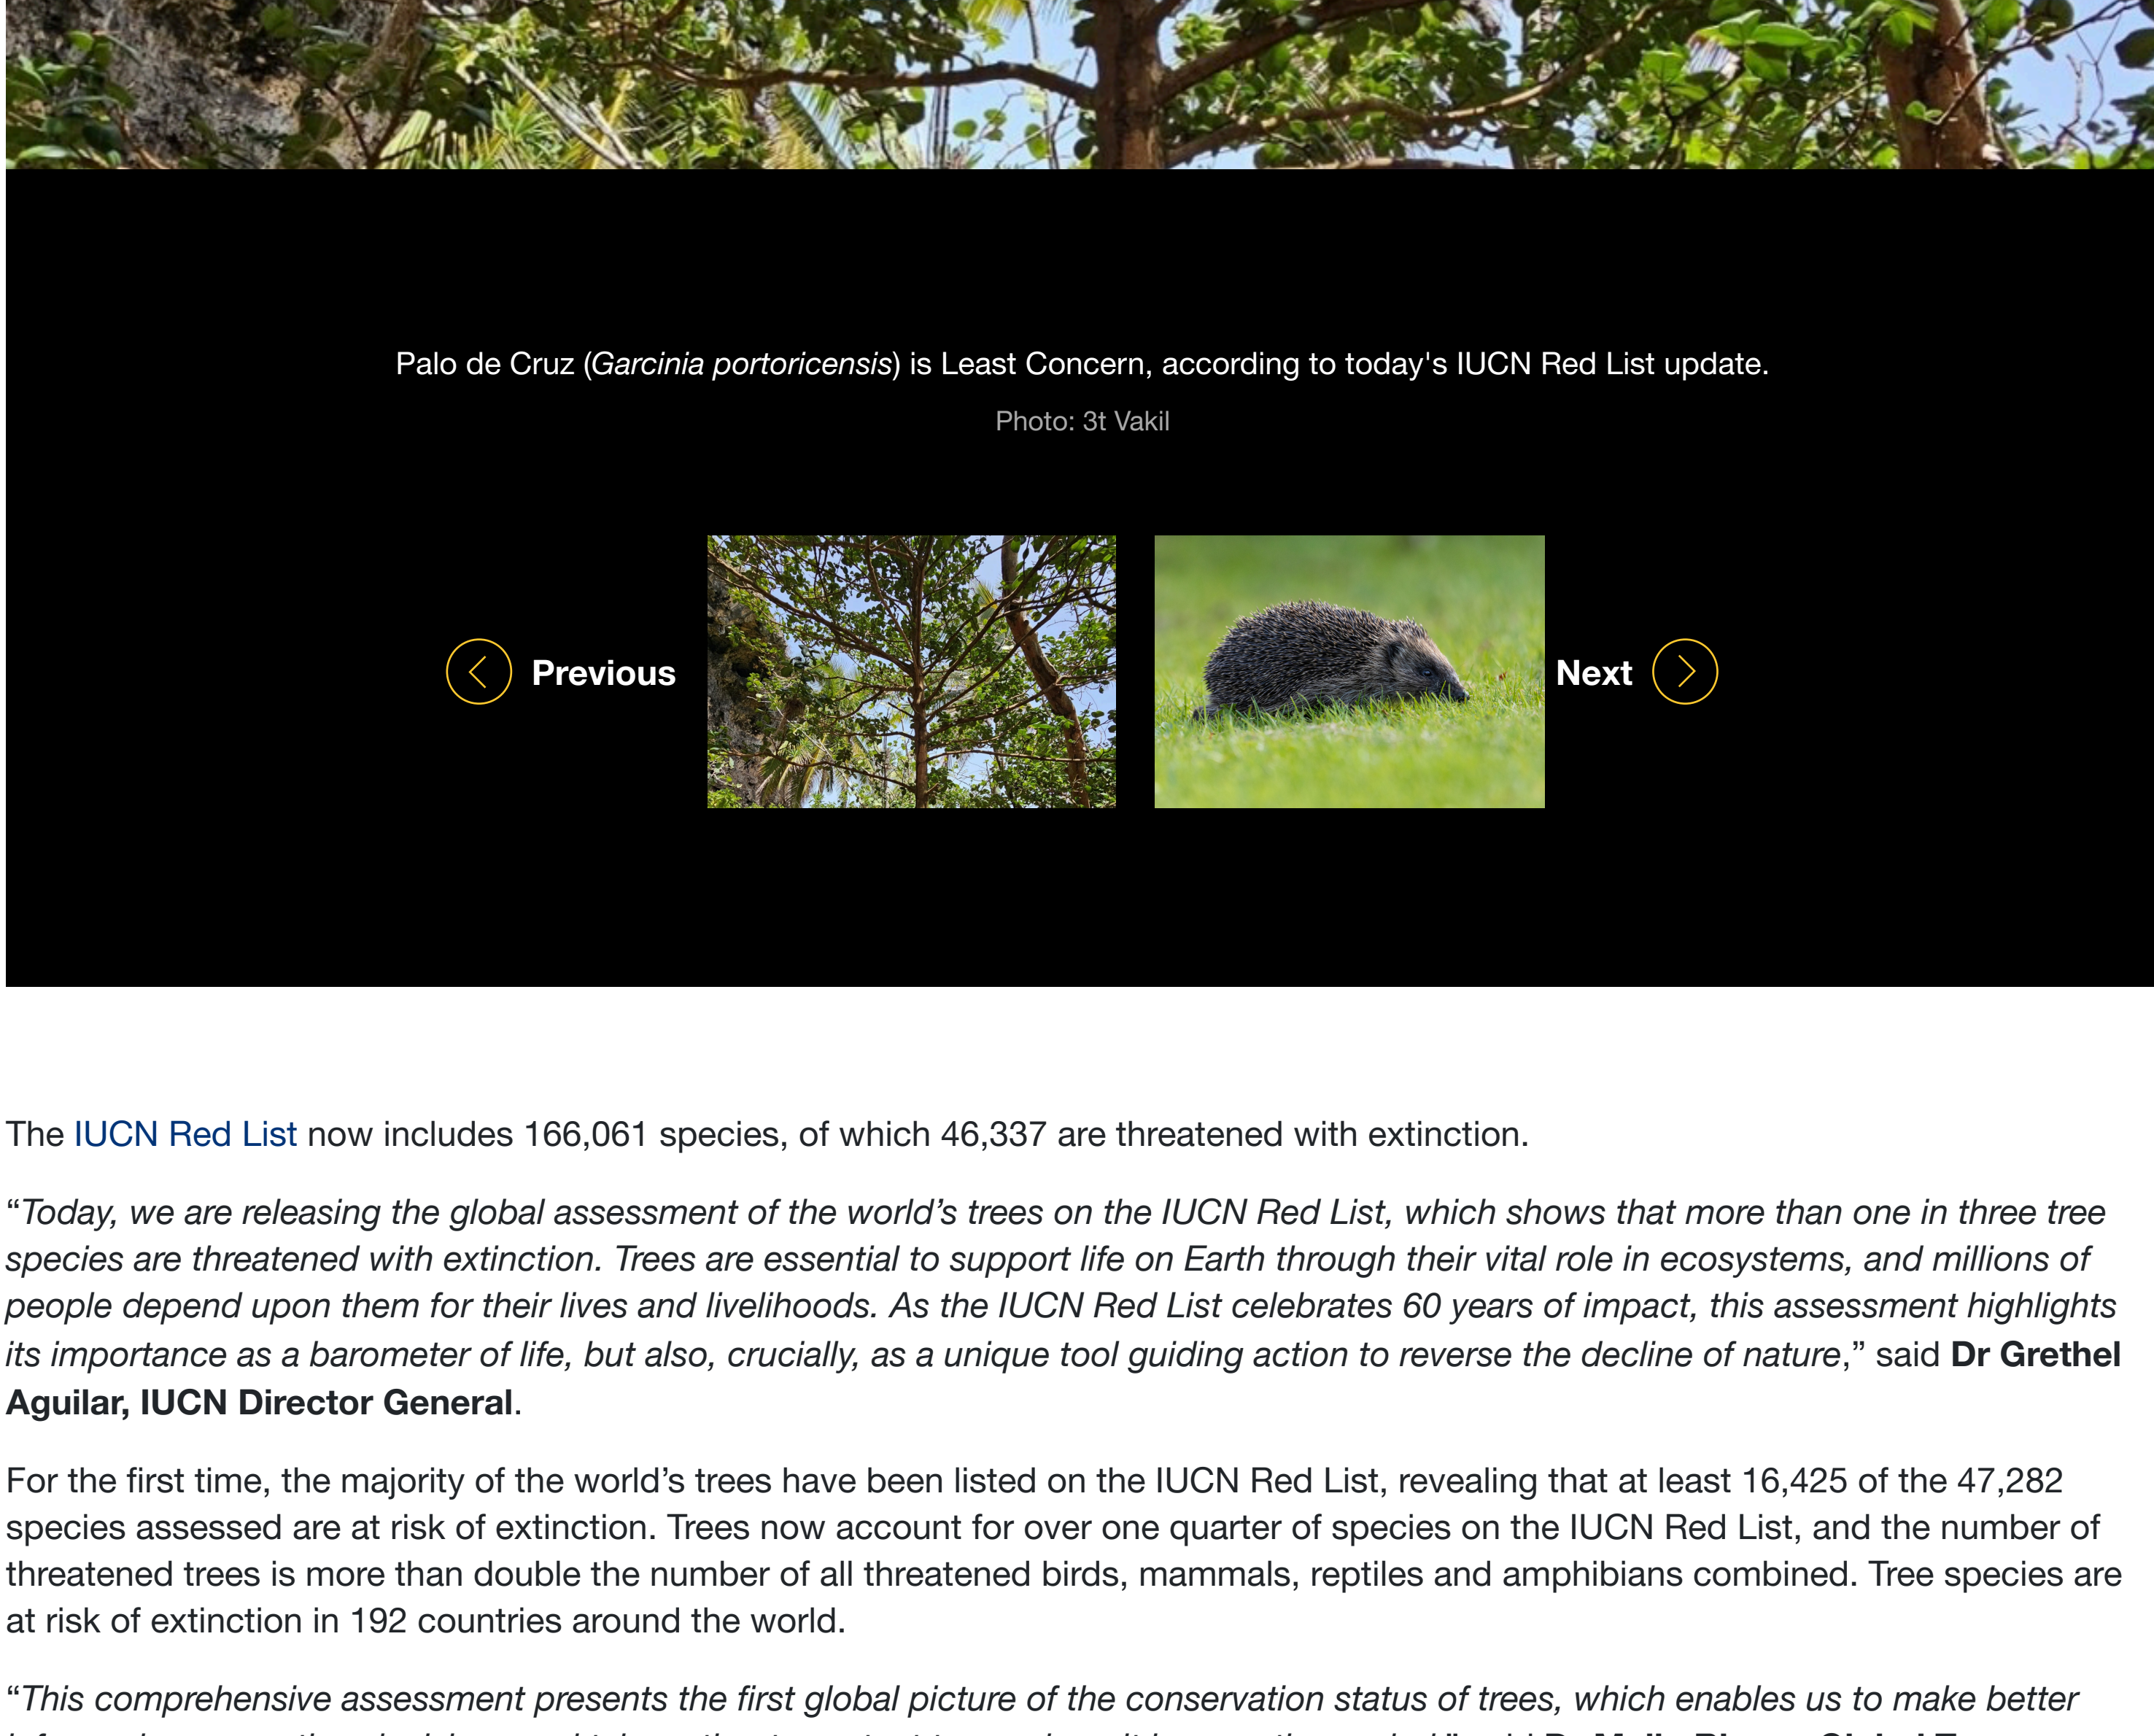 Palo de Cruz (Garcinia portoricensis) is Least Concern, according to today's IUCN Red List update.
Photo: 3t Vakil
Previous
Next
The IUCN Red List now includes 166,061 species, of which 46,337 are threatened with extinction.
“Today, we are releasing the global assessment of the world’s trees on the IUCN Red List, which shows that more than one in three tree
species are threatened with extinction. Trees are essential to support life on Earth through their vital role in ecosystems, and millions of
people depend upon them for their lives and livelihoods. As the IUCN Red List celebrates 60 years of impact, this assessment highlights
its importance as a barometer of life, but also, crucially, as a unique tool guiding action to reverse the decline of nature,” said Dr Grethel
Aguilar, IUCN Director General.
For the first time, the majority of the world’s trees have been listed on the IUCN Red List, revealing that at least 16,425 of the 47,282
species assessed are at risk of extinction. Trees now account for over one quarter of species on the IUCN Red List, and the number of
threatened trees is more than double the number of all threatened birds, mammals, reptiles and amphibians combined. Tree species are
at risk of extinction in 192 countries around the world.
“This comprehensive assessment presents the first global picture of the conservation status of trees, which enables us to make better